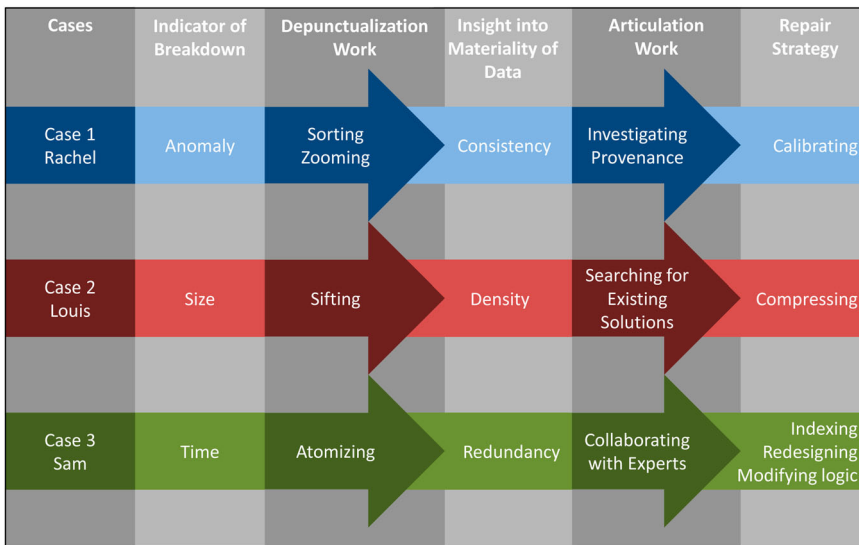 Cases
Indicator of
Breakdown
Depunctualization
Work
Insight into
Materiality of
Data
Articulation
Work
Repair
Strategy
Case 1
Rachel
Anomaly
Sorting
Zooming
Consistency
Investigating
Provenance
Calibrating
Case 2
Louis
Size
Sifting
Density
Searching for
Existing
Solutions
Compressing
Case 3
Sam
Time
Atomizing
Redundancy
Collaborating
with Experts
Indexing
Redesigning
Modifying logic